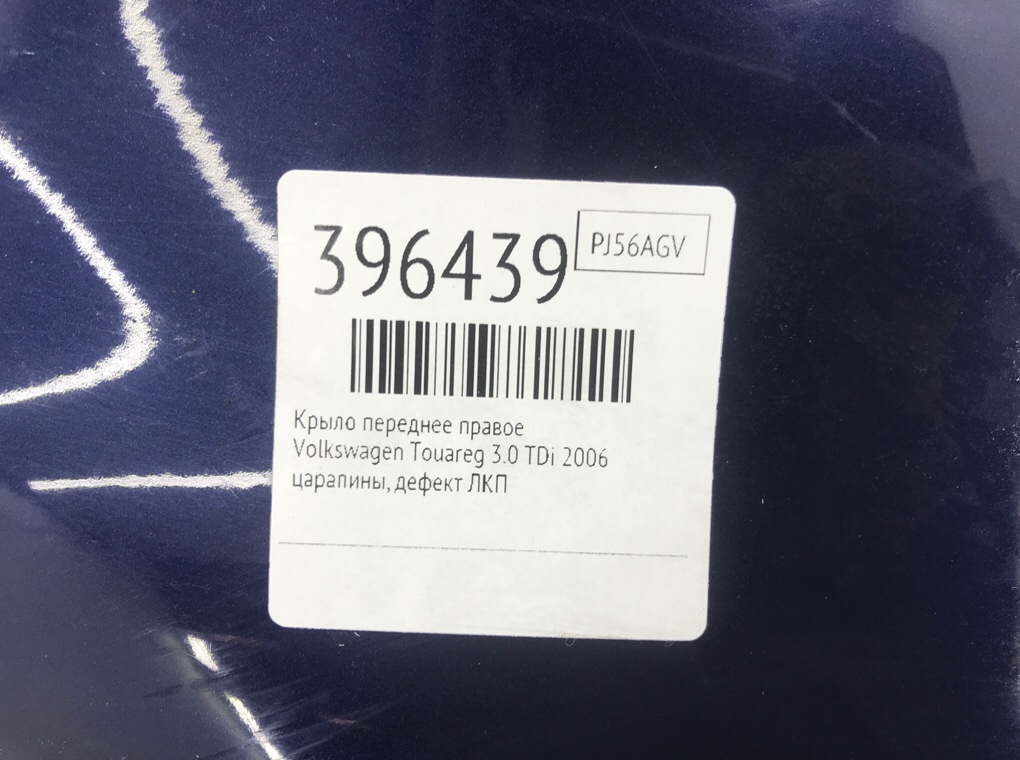 396439
PJ56AGV
Крыло переднее правое
Volkswagen Touareg 3.0 TDi 2006
царапины, дефект ЛКП